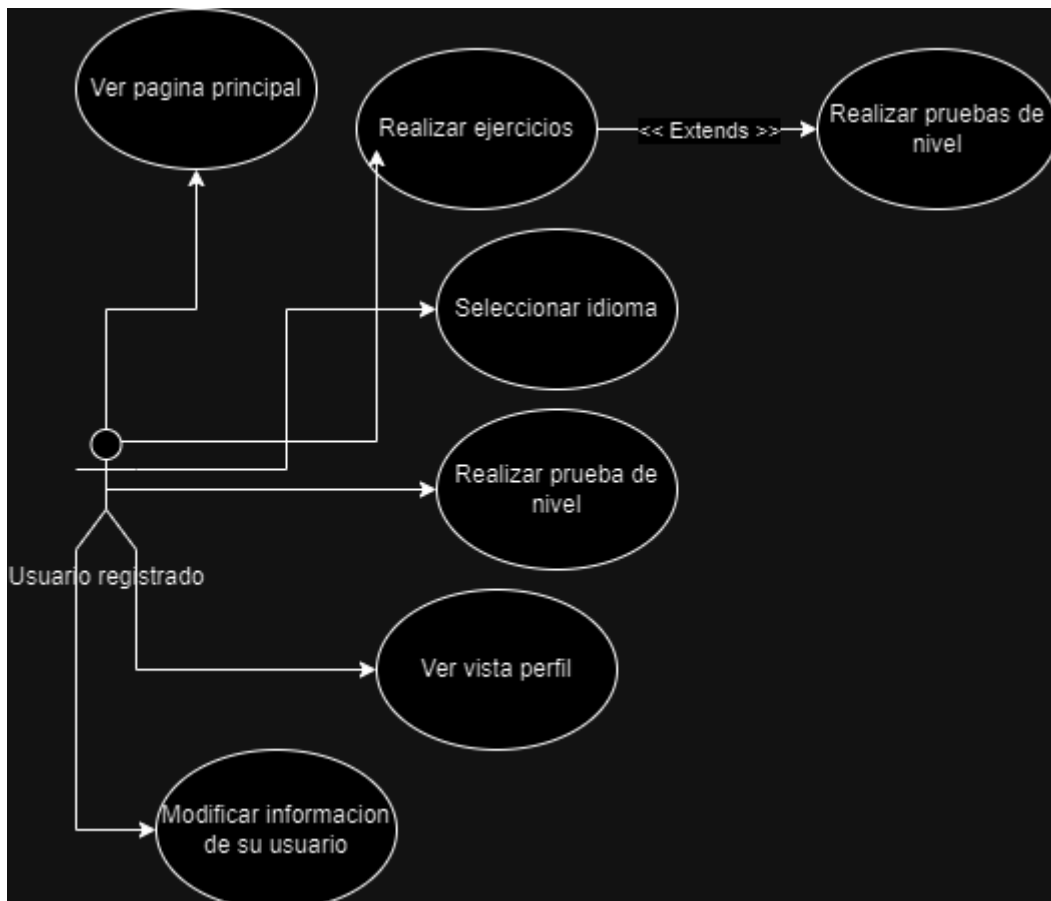 Ver pagina principal
Realizar ejercicios
<< Extends >>
Realizar pruebas de
nivel
Seleccionar idioma
Realizar prueba de
nivel
Usuario registrado
Ver vista perfil
Modificar informacion
de su usuario